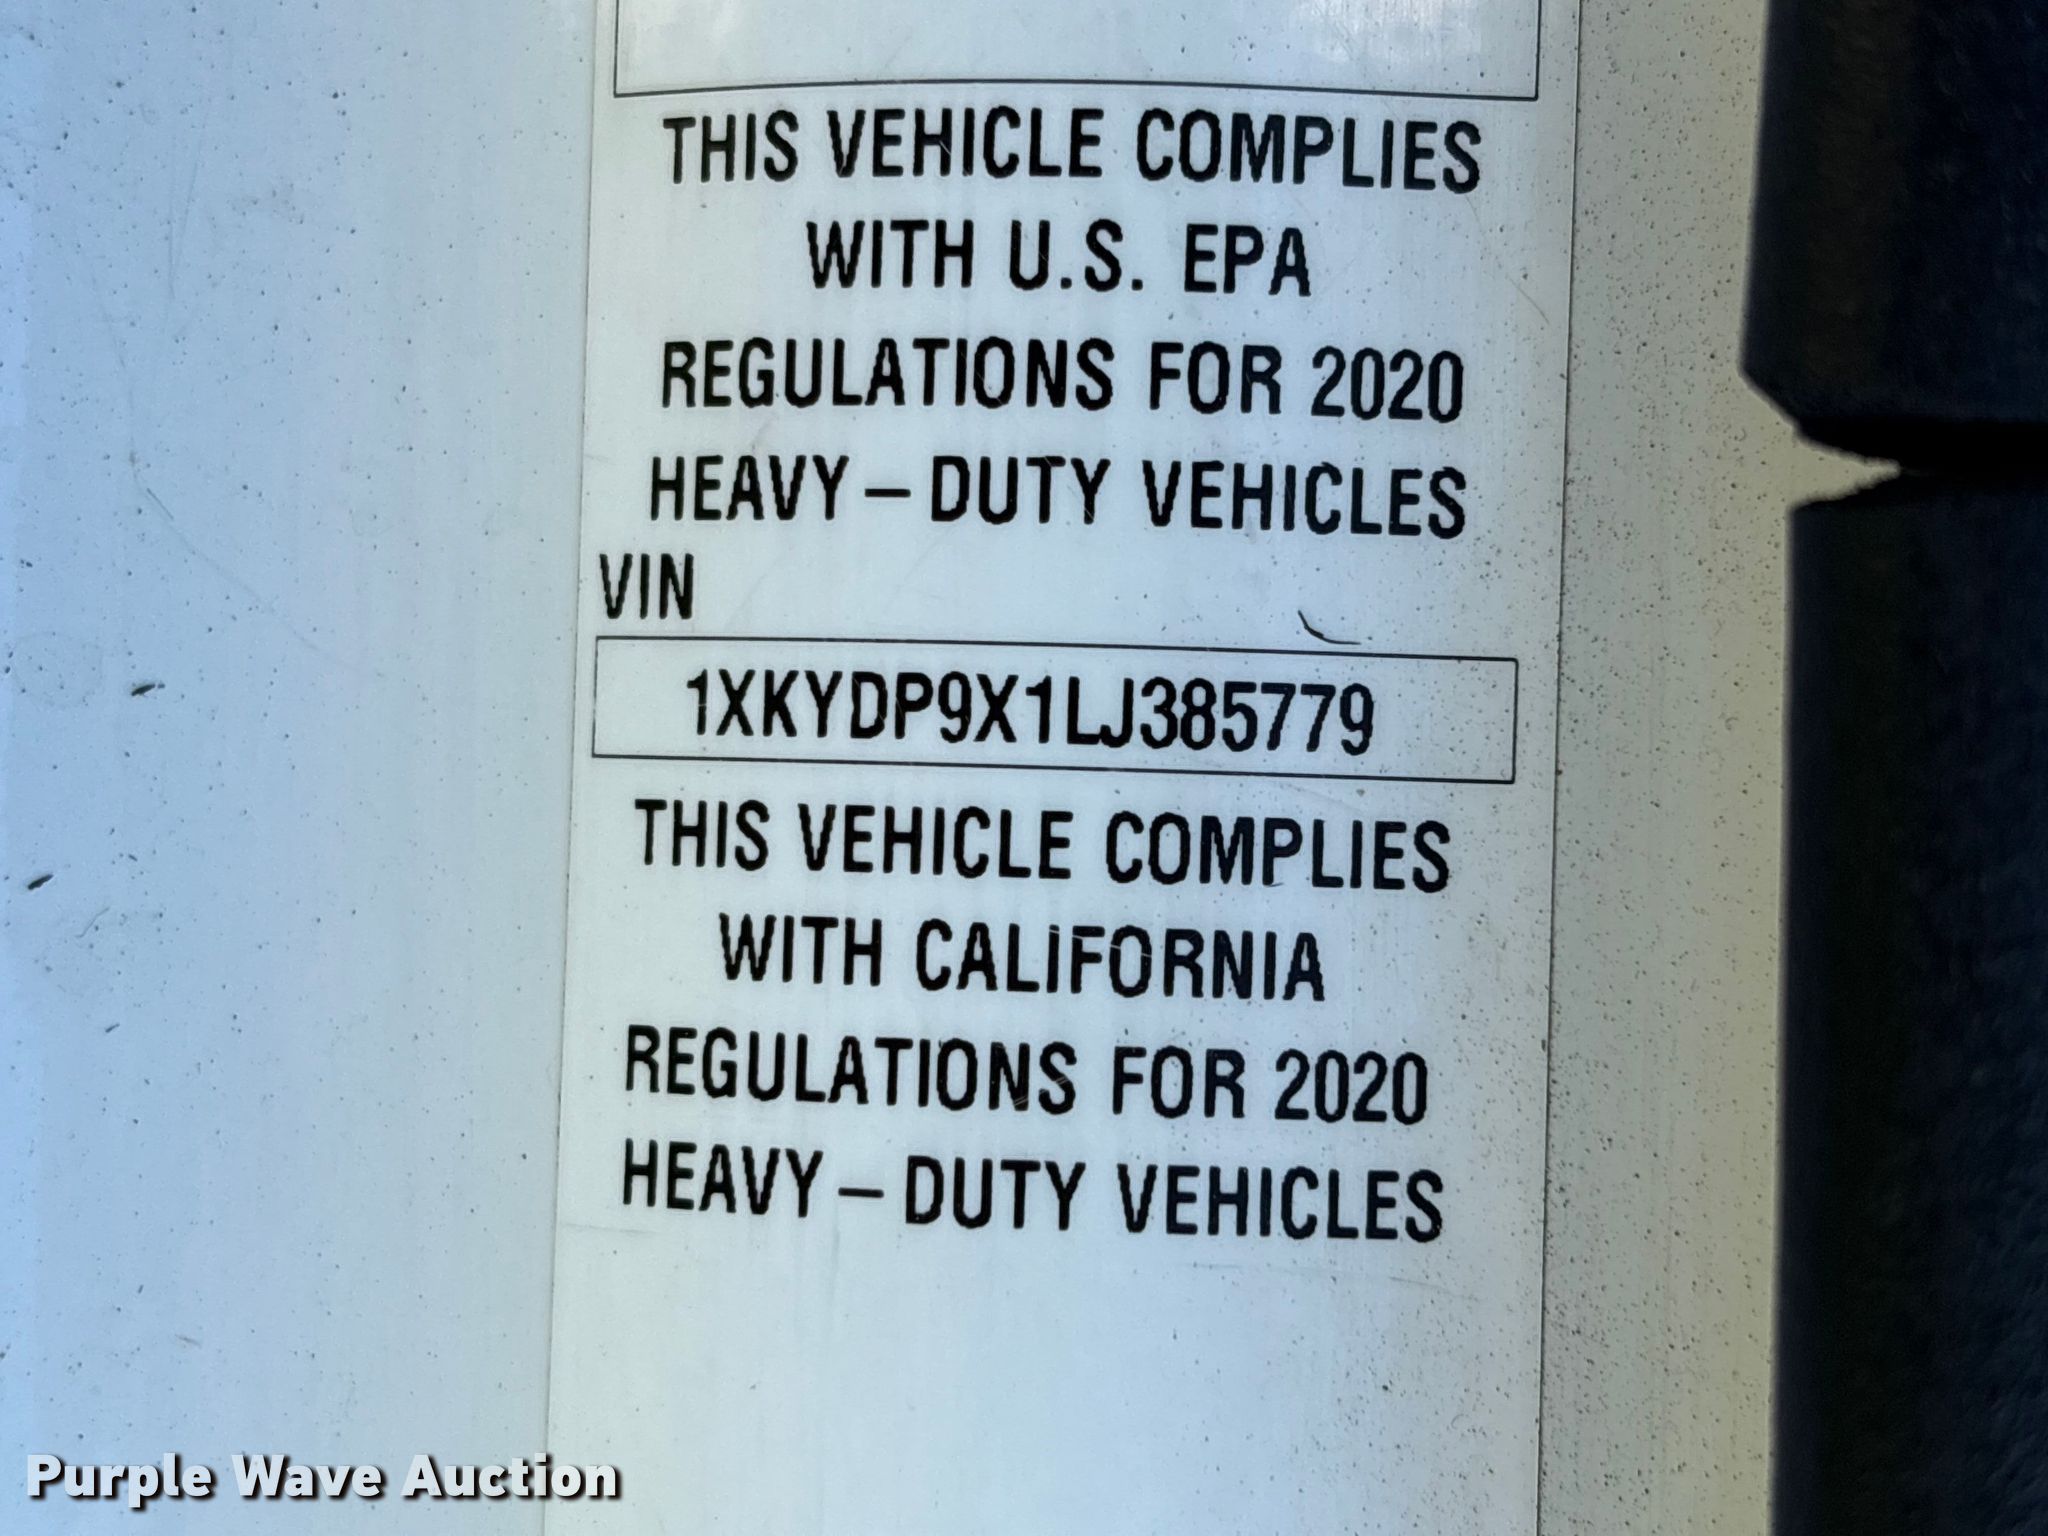 THIS VEHICLE COMPLIES
WITH U.S. EPA
REGULATIONS FOR 2020
HEAVY – DUTY VEHICLES
VIN
1XKYDP9X1LJ385779
THIS VEHICLE COMPLIES
WITH CALIFORNIA
REGULATIONS FOR 2020
HEAVY – DUTY VEHICLES
Purple Wave Auction